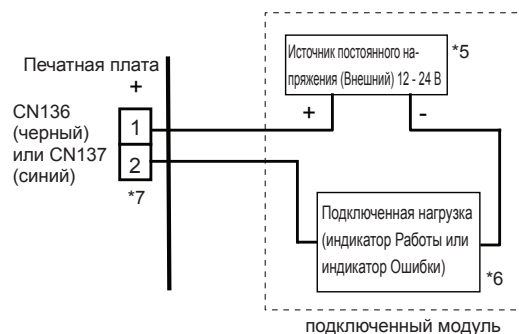 Источник постоянного на-
пряжения (Внешний) 12 - 24 В
*5
Печатная плата
+
+
-
CN136
(черный)
или CN137
(синий)
1
2
*7
Подключенная нагрузка
(индикатор Работы или
индикатор Ошибки)
*6
подключенный модуль